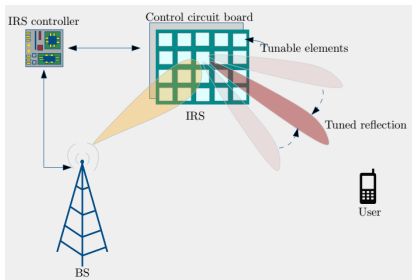 IRS controller
Control circuit board
Tunable elements
IRS
Tuned reflection
User
BS